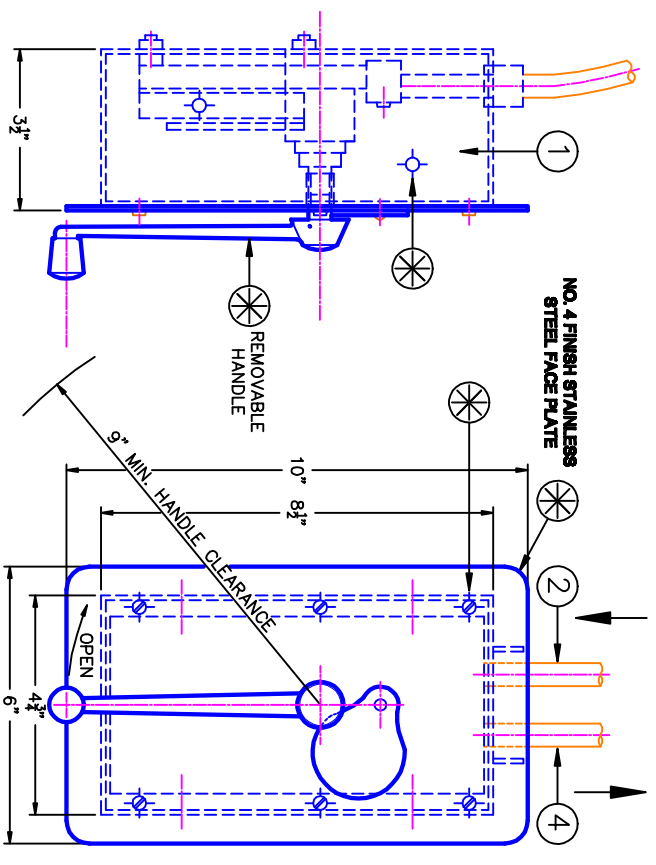 3½"
1
NO. 4 FINISH STAINLESS
STEEL FACE PLATE
REMOVABLE
HANDLE
9" MIN. HANDLE CLEARANCE
10"
8½"
2
4
OPEN
4¾"
6"